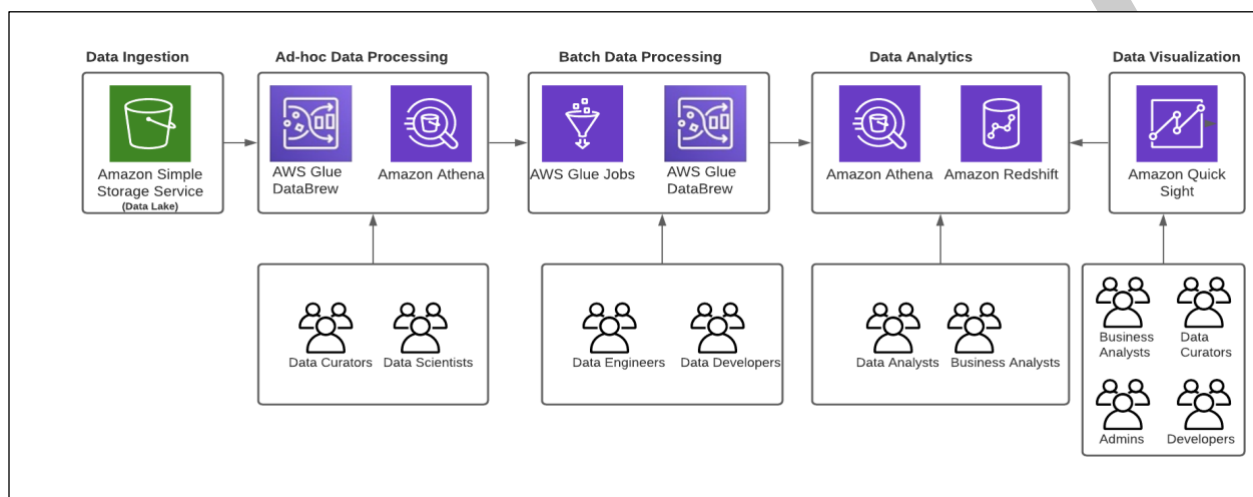 Data Ingestion
Ad-hoc Data Processing
Batch Data Processing
Data Analytics
Data Visualization
Amazon Simple
Storage Service
(Data Lake)
AWS Glue
DataBrew
Amazon Athena
AWS Glue Jobs
AWS Glue
DataBrew
Amazon Athena
Amazon Redshift
Amazon Quick
Sight
Data Curators
Data Scientists
Data Engineers
Data Developers
Data Analysts
Business Analysts
Business
Analysts
Data
Curators
Admins
Developers